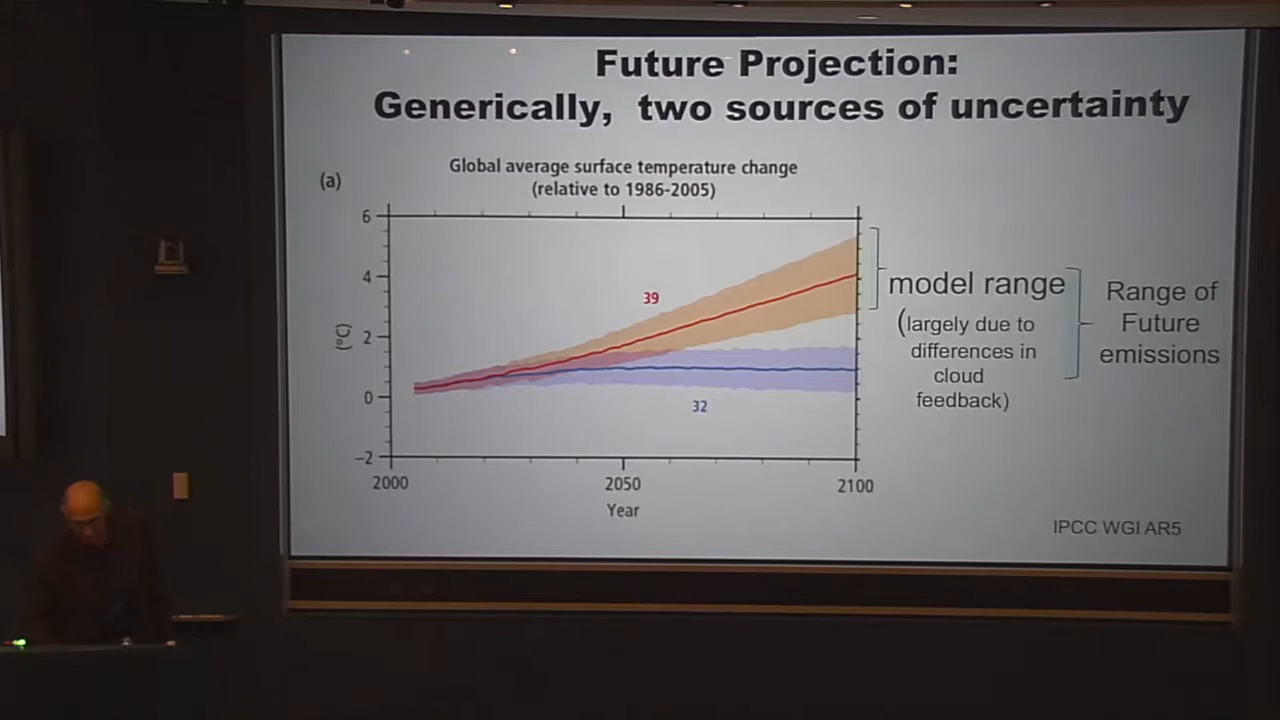 Future Projection:
Generically, two sources of uncertainty
Global average surface temperature change
(relative to 1986-2005)
(a)
6
4
2
0
−2
(°C)
39
32
2000
2050
2100
Year
model range
(largely due to
differences in
cloud
feedback)
Range of
Future
emissions
IPCC WGI AR5